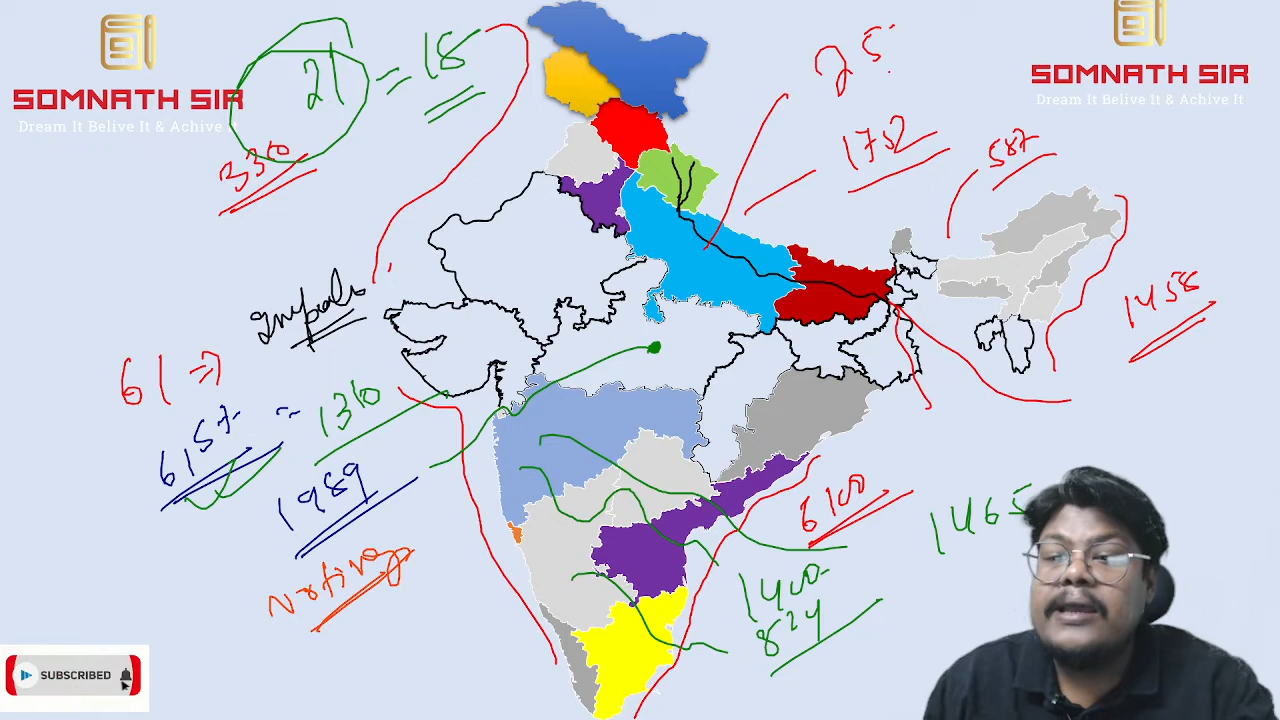 SOMNATH SIR
Dream It Belive It & Achive It
SOMNATH SIR
Dream It Belive It & Achive It
21 = 18
330
25
1752
587
1458
61 ⇒
6157 = 1310
1989
6100
1465
1400
824
SUBSCRIBED